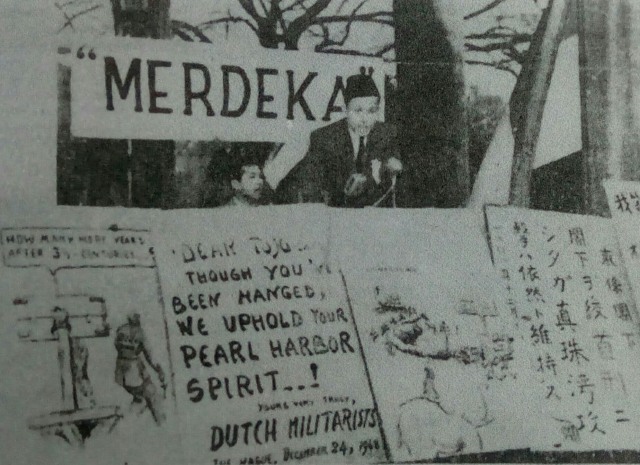 "MERDEKA"
HOW MANY MORE YEARS
AFTER 3½ CENTURIES
DEAR TOJO
THOUGH YOU'VE
BEEN HANGED,
WE UPHOLD YOUR
PEARL HARBOR
SPIRIT...!
YOURS VERY TRULY,
DUTCH MILITARISTS
THE HAGUE, DECEMBER 24, 1948
東條閣下
閣下ヲ絞首刑ニ
シタガ真珠湾攻
撃ハ依然ト維持ス